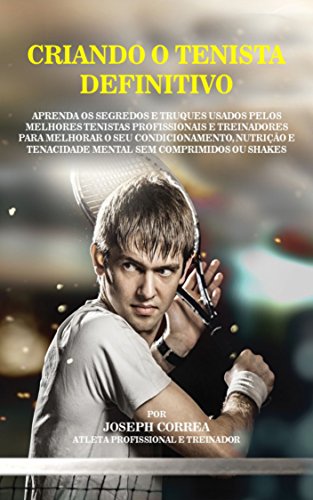 CRIANDO O TENISTA
DEFINITIVO
APRENDA OS SEGREDOS E TRUQUES USADOS PELOS
MELHORES TENISTAS PROFISSIONAIS E TREINADORES
PARA MELHORAR O SEU CONDICIONAMENTO, NUTRIÇÃO E
TENACIDADE MENTAL SEM COMPRIMIDOS OU SHAKES
POR
JOSEPH CORREA
ATLETA PROFISSIONAL E TREINADOR